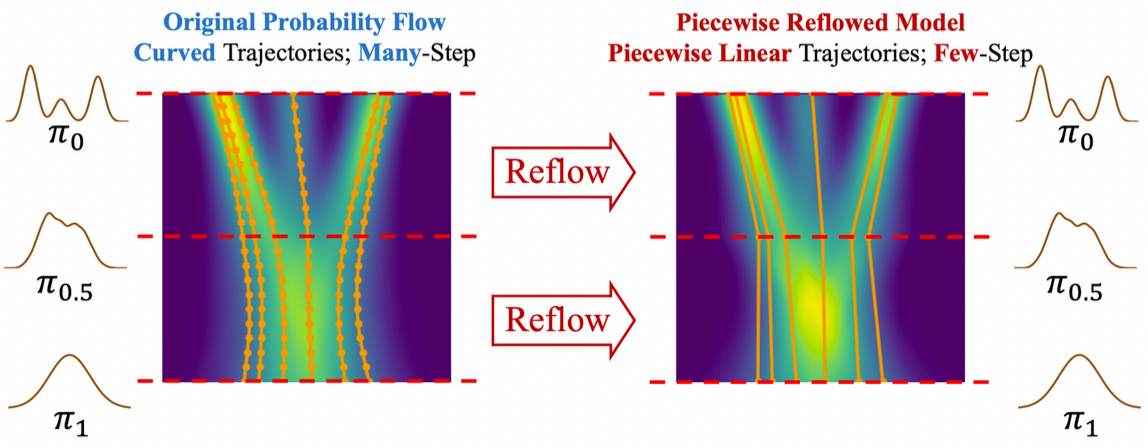 Original Probability Flow
Curved Trajectories; Many-Step
Piecewise Reflowed Model
Piecewise Linear Trajectories; Few-Step
π0
π0.5
π1
Reflow
Reflow
π0
π0.5
π1